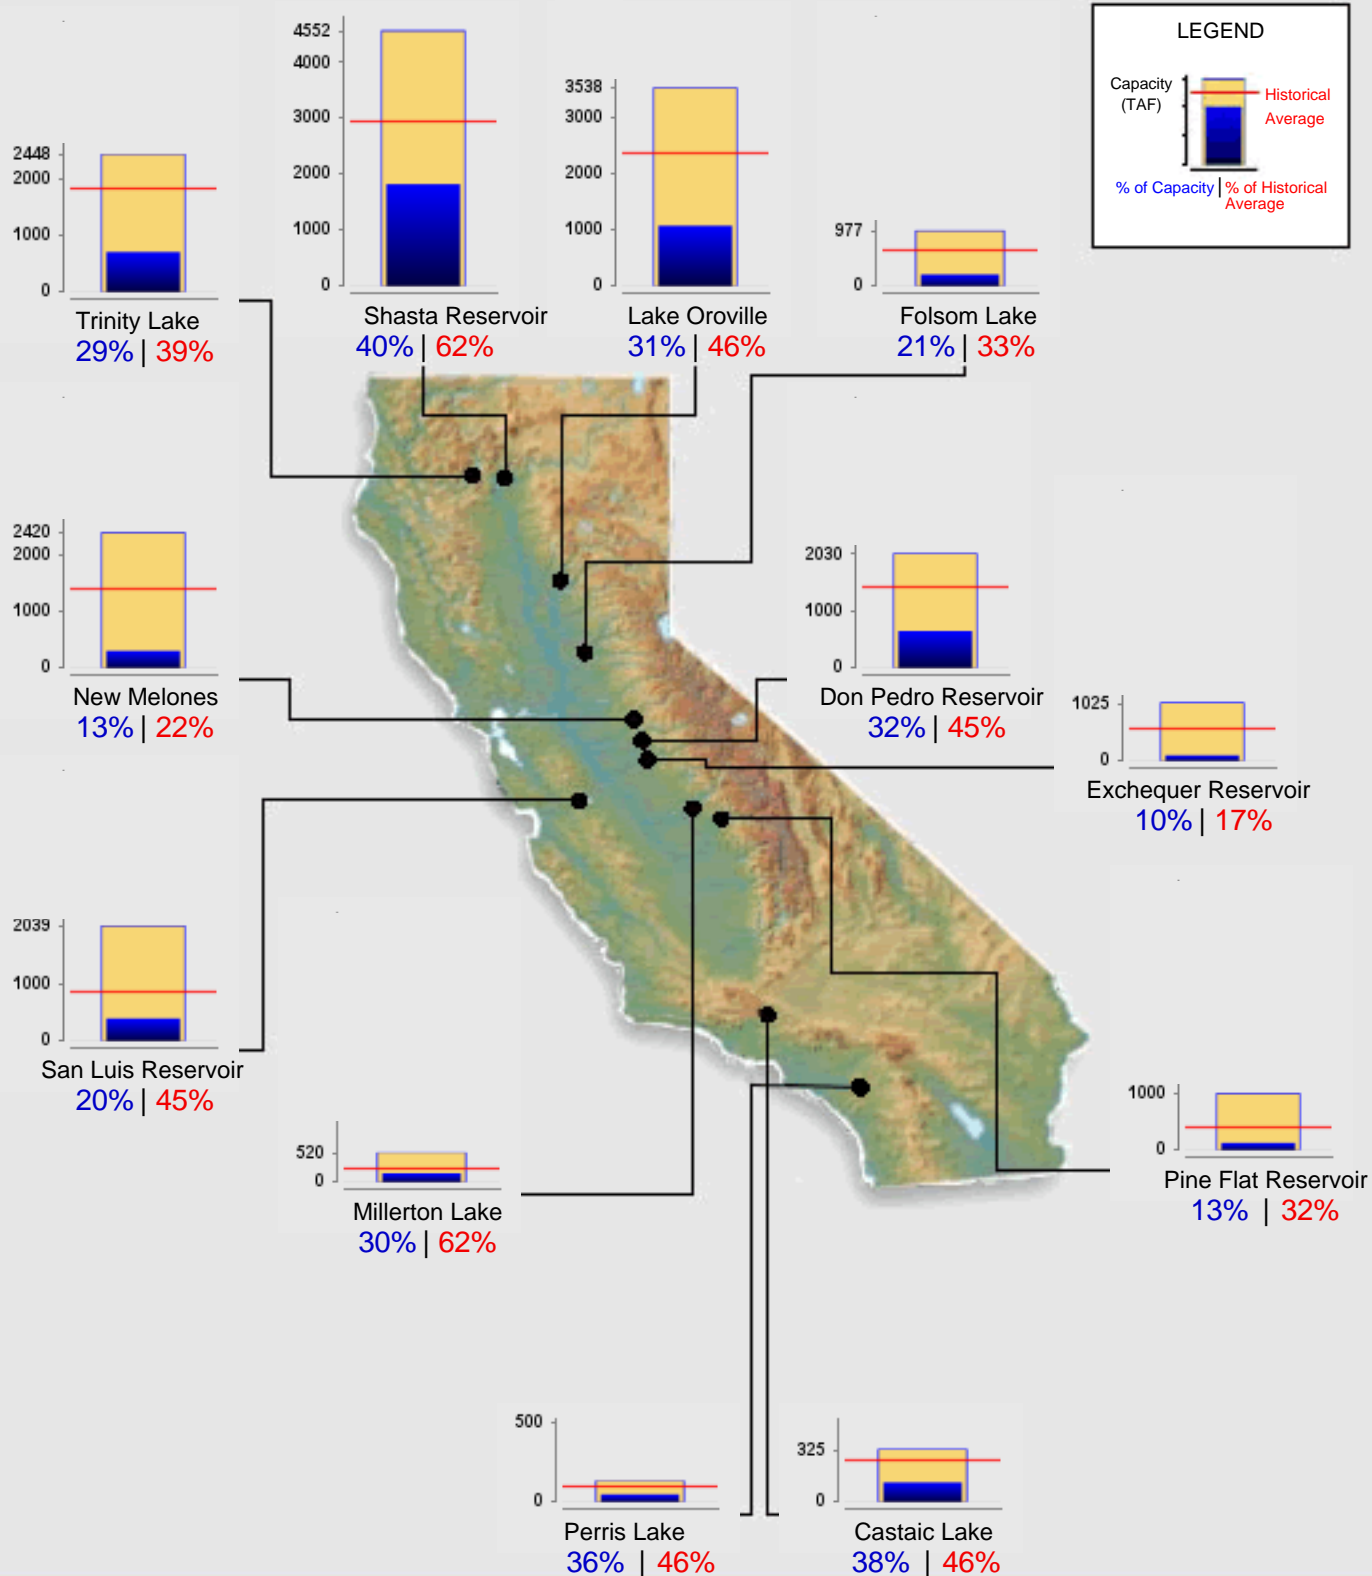 LEGEND
Capacity
(TAF)
Historical
Average
% of Capacity | % of Historical
Average
2448
2000
1000
0
Trinity Lake
29% | 39%
4552
4000
3000
2000
1000
0
Shasta Reservoir
40% | 62%
3538
3000
2000
1000
0
Lake Oroville
31% | 46%
977
0
Folsom Lake
21% | 33%
2420
2000
1000
0
New Melones
13% | 22%
2030
1000
0
Don Pedro Reservoir
32% | 45%
1025
0
Exchequer Reservoir
10% | 17%
2039
1000
0
San Luis Reservoir
20% | 45%
520
0
Millerton Lake
30% | 62%
1000
0
Pine Flat Reservoir
13% | 32%
500
0
Perris Lake
36% | 46%
325
0
Castaic Lake
38% | 46%